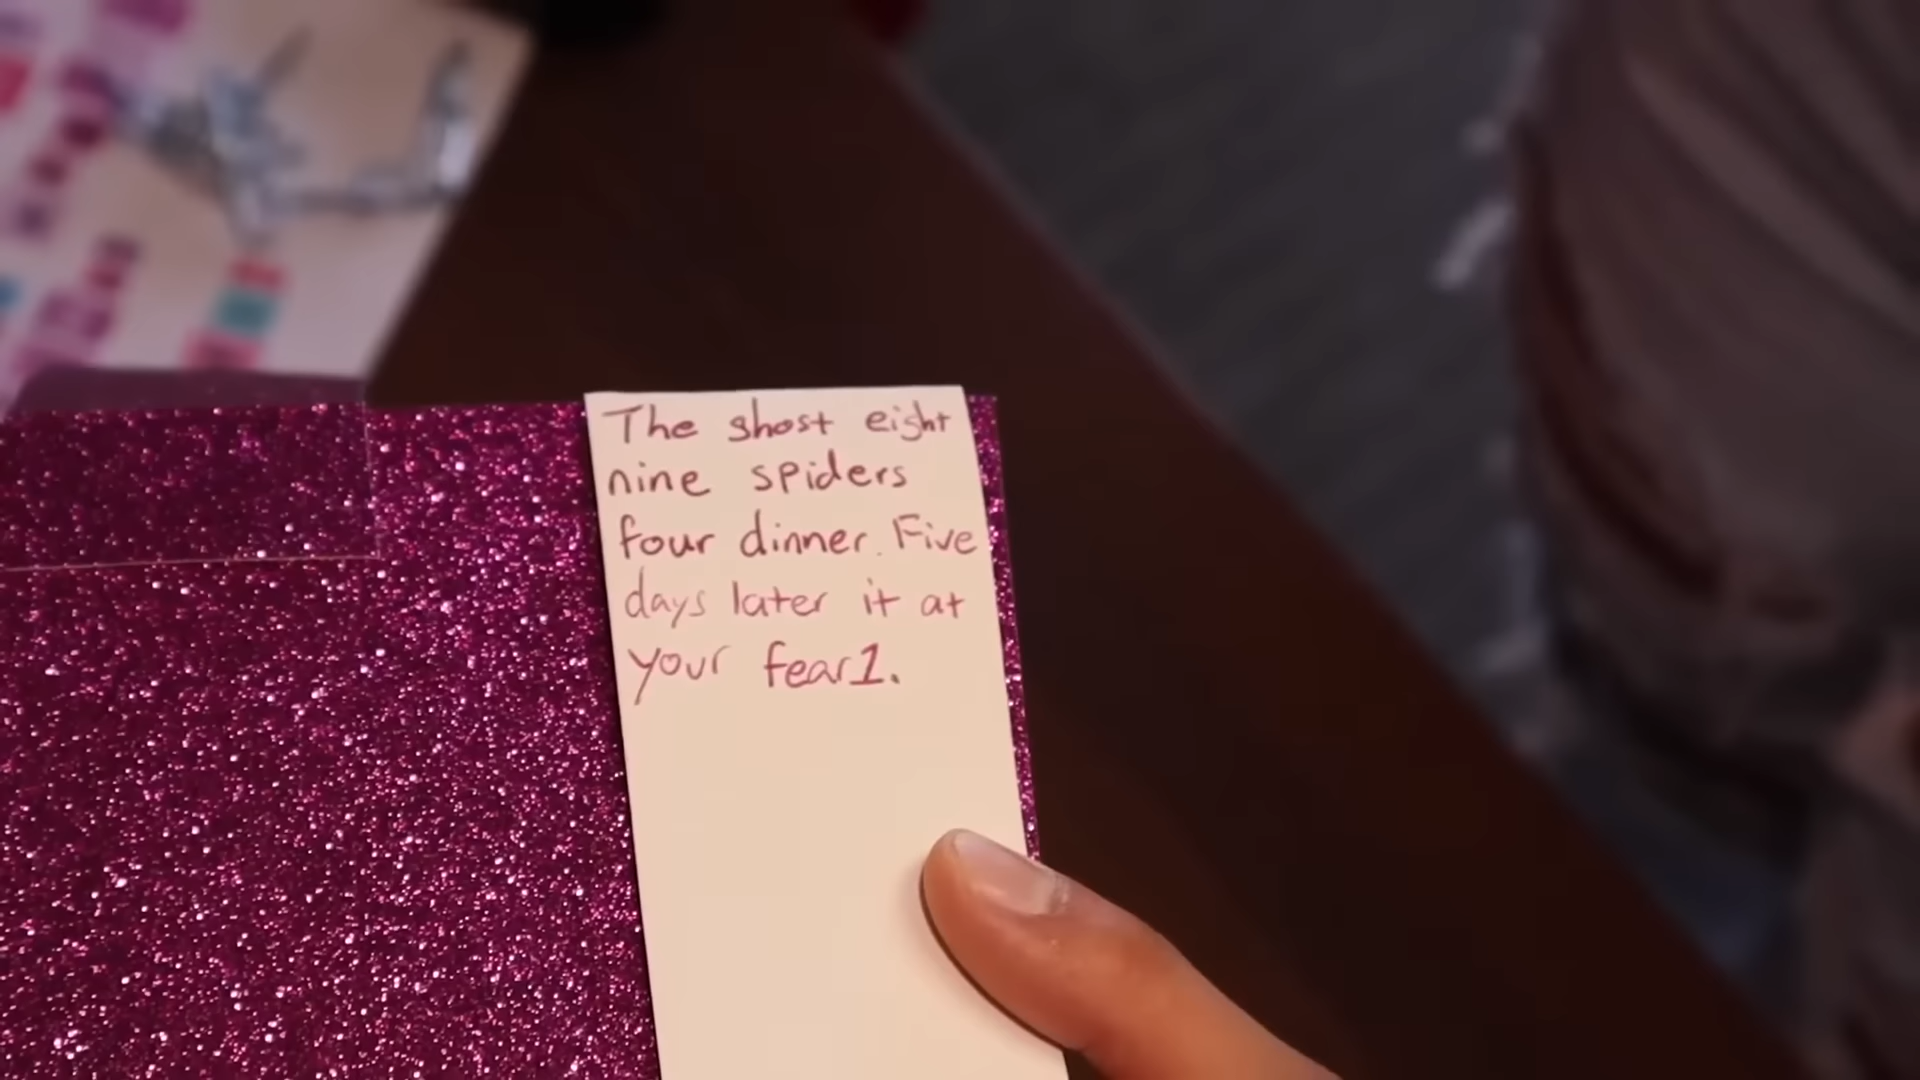 The ghost eight
nine spiders
four dinner. Five
days later it at
your fear1.